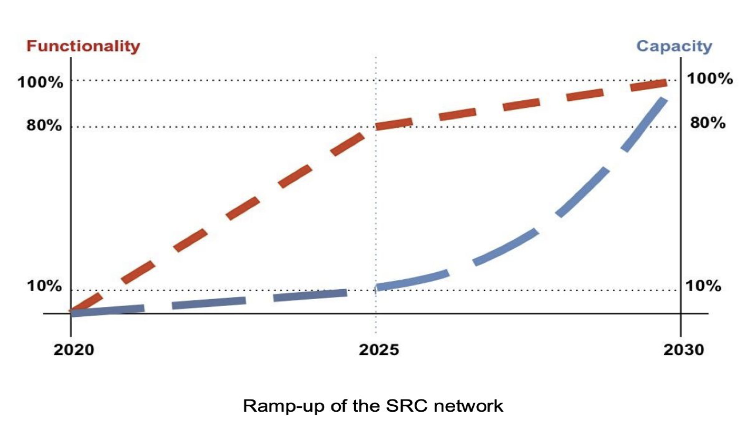 Functionality Capacity
100% 100%
80% 80%
10% 10%
2020 2025 2030
Ramp-up of the SRC network